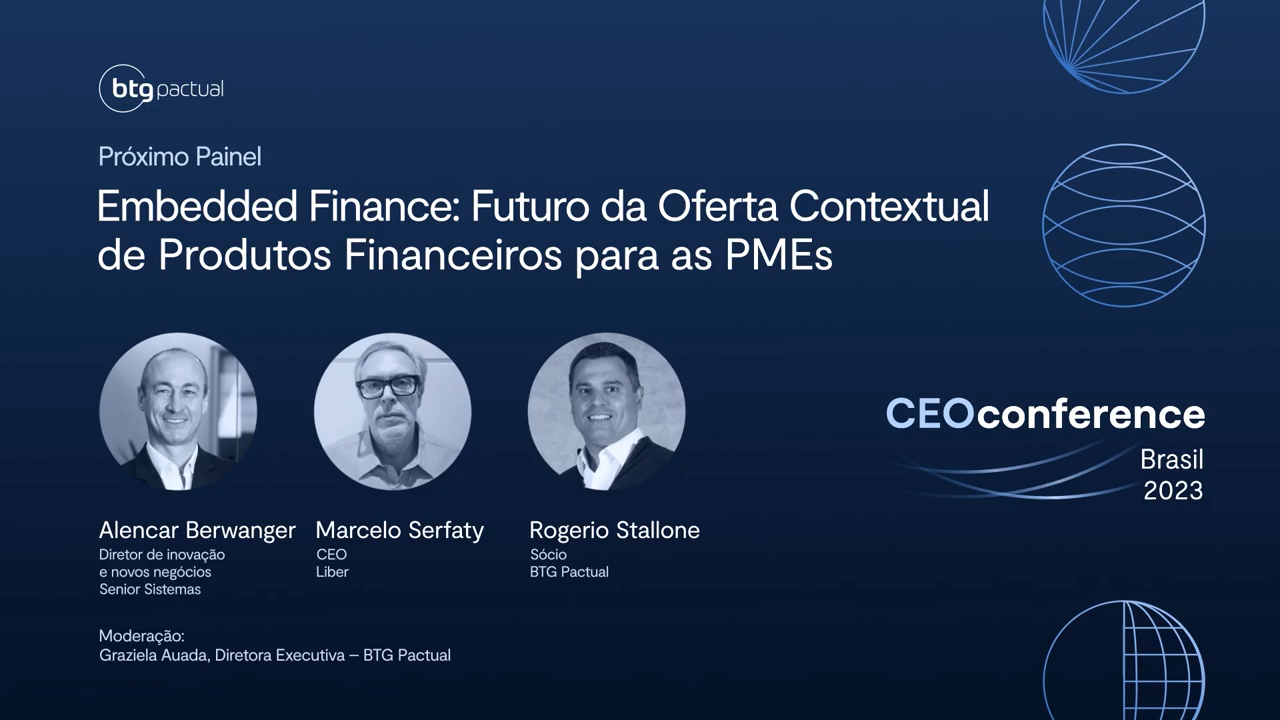 btg pactual
Próximo Painel
Embedded Finance: Futuro da Oferta Contextual
de Produtos Financeiros para as PMEs
CEOconference
Brasil
2023
Alencar Berwanger
Diretor de inovação
e novos negócios
Senior Sistemas
Marcelo Serfaty
CEO
Liber
Rogerio Stallone
Sócio
BTG Pactual
Moderação:
Graziela Auada, Diretora Executiva – BTG Pactual